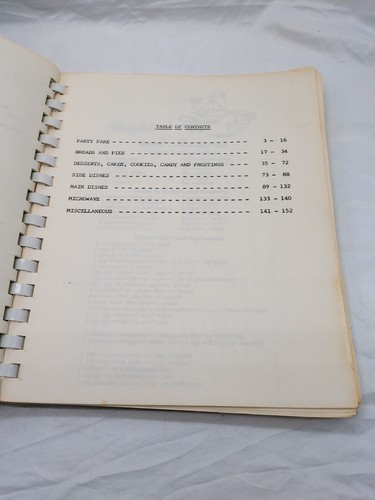 TABLE OF CONTENTS
PARTY FARE - - - - - - - - - - - - - - - - - - - - - 3 - 16
BREADS AND PIES - - - - - - - - - - - - - - - - - - 17 - 34
DESSERTS, CAKES, COOKIES, CANDY AND FROSTINGS - - - 35 - 72
SIDE DISHES - - - - - - - - - - - - - - - - - - - - 73 - 88
MAIN DISHES - - - - - - - - - - - - - - - - - - - - 89 - 132
MICROWAVE - - - - - - - - - - - - - - - - - - - - - 133 - 140
MISCELLANEOUS - - - - - - - - - - - - - - - - - - - 141 - 152